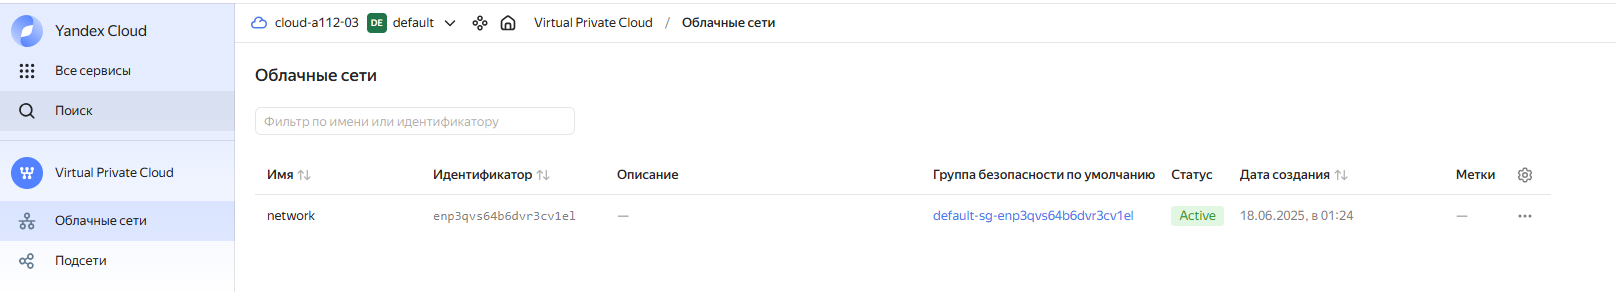 Yandex Cloud
cloud-a112-03 DE default Virtual Private Cloud / Облачные сети
Все сервисы
Поиск
Virtual Private Cloud
Облачные сети
Подсети
Облачные сети
Фильтр по имени или идентификатору
Имя Идентификатор Описание Группа безопасности по умолчанию Статус Дата создания Метки
network enp3qvs64b6dvr3cv1el — default-sg-enp3qvs64b6dvr3cv1el Active 18.06.2025, в 01:24 —